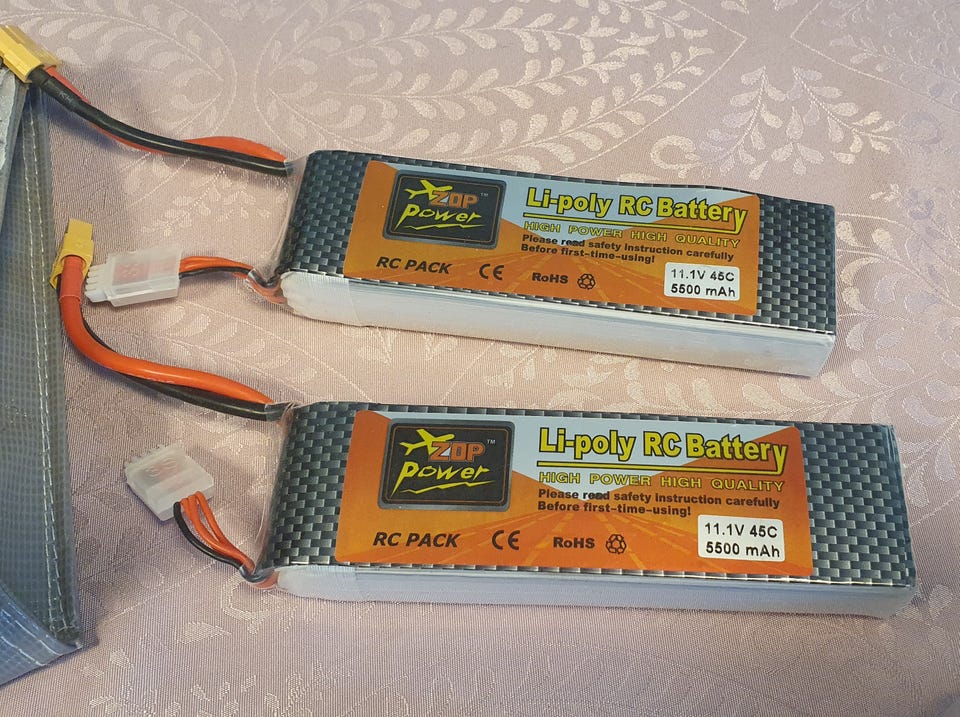 ZOP ™
power
Li-poly RC Battery
HIGH POWER HIGH QUALITY
Please read safety instruction carefully
Before first-time-using!
RC PACK CE RoHS
11.1V 45C
5500 mAh
ZOP ™
power
Li-poly RC Battery
HIGH POWER HIGH QUALITY
Please read safety instruction carefully
Before first-time-using!
RC PACK CE RoHS
11.1V 45C
5500 mAh